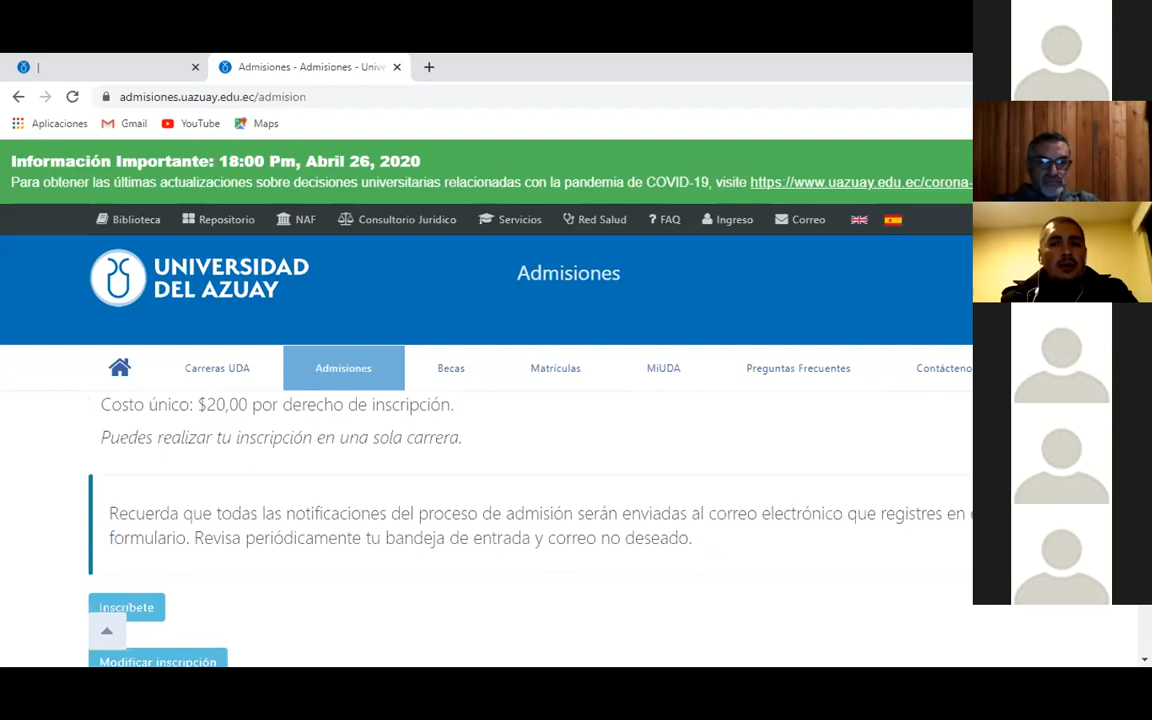 |
Admisiones - Admisiones - Unive
admisiones.uazuay.edu.ec/admision
Aplicaciones Gmail YouTube Maps
Información Importante: 18:00 Pm, Abril 26, 2020
Para obtener las últimas actualizaciones sobre decisiones universitarias relacionadas con la pandemia de COVID-19, visite https://www.uazuay.edu.ec/corona-
Biblioteca Repositorio NAF Consultorio Jurídico Servicios Red Salud ? FAQ Ingreso Correo
UNIVERSIDAD
DEL AZUAY
Admisiones
Carreras UDA Admisiones Becas Matrículas MiUDA Preguntas Frecuentes Contácteno
Costo único: $20,00 por derecho de inscripción.
Puedes realizar tu inscripción en una sola carrera.
Recuerda que todas las notificaciones del proceso de admisión serán enviadas al correo electrónico que registres en e
formulario. Revisa periódicamente tu bandeja de entrada y correo no deseado.
Inscríbete
Modificar inscripción